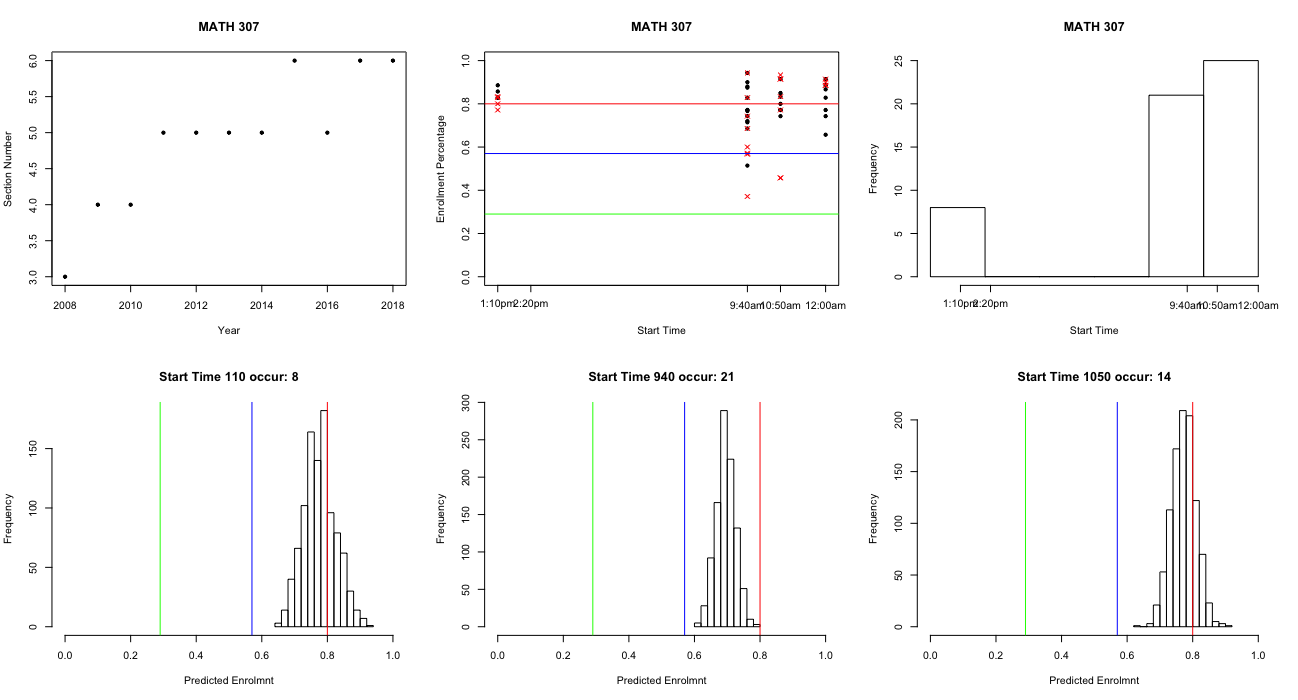 MATH 307
Section Number
6.0
5.5
5.0
4.5
4.0
3.5
3.0
2008 2010 2012 2014 2016 2018
Year
MATH 307
Enrollment Percentage
1.0
0.8
0.6
0.4
0.2
0.0
1:10pm 2:20pm 9:40am 10:50am 12:00am
Start Time
MATH 307
Frequency
25
20
15
10
5
0
1:10pm 2:20pm 9:40am 10:50am 12:00am
Start Time
Start Time 110 occur: 8
Frequency
150
100
50
0
0.0 0.2 0.4 0.6 0.8 1.0
Predicted Enrolmnt
Start Time 940 occur: 21
Frequency
300
250
200
150
100
50
0
0.0 0.2 0.4 0.6 0.8 1.0
Predicted Enrolmnt
Start Time 1050 occur: 14
Frequency
200
150
100
50
0
0.0 0.2 0.4 0.6 0.8 1.0
Predicted Enrolmnt